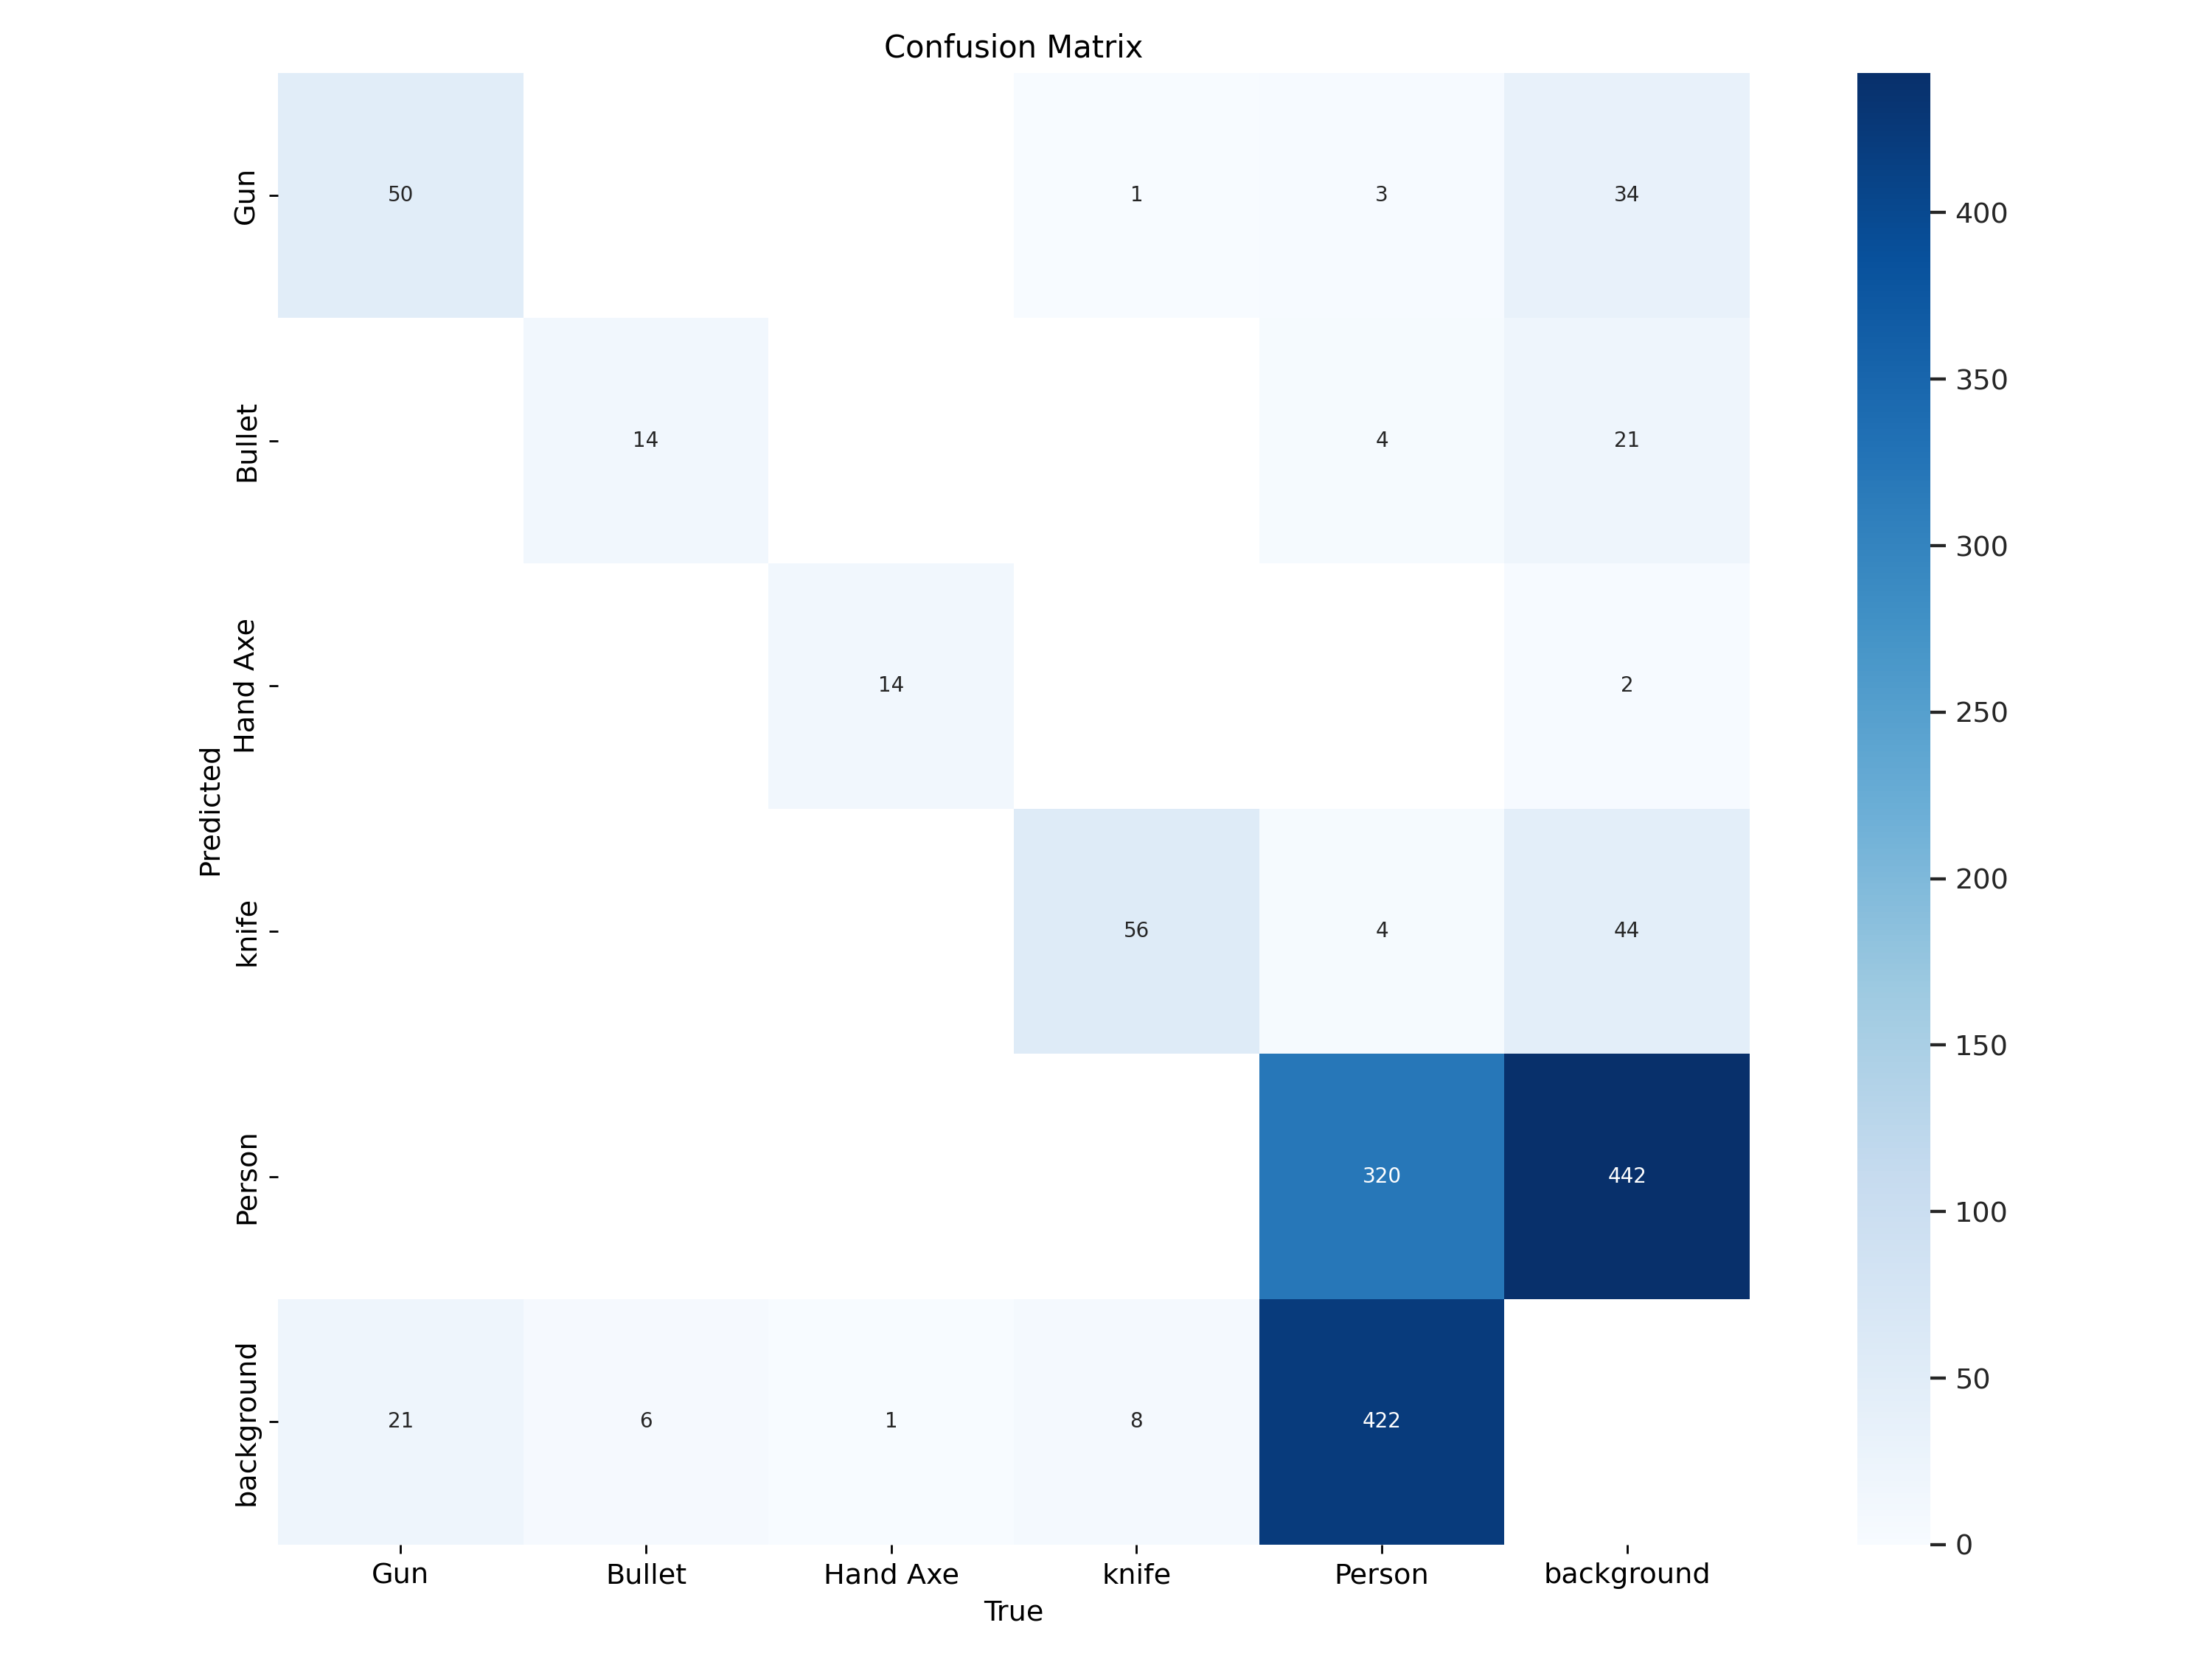 Confusion Matrix
Gun
50
1
3
34
400
350
Bullet
14
4
21
300
Hand Axe
14
2
250
Predicted
200
knife
56
4
44
150
Person
320
442
100
50
background
21
6
1
8
422
0
Gun
Bullet
Hand Axe
knife
Person
background
True